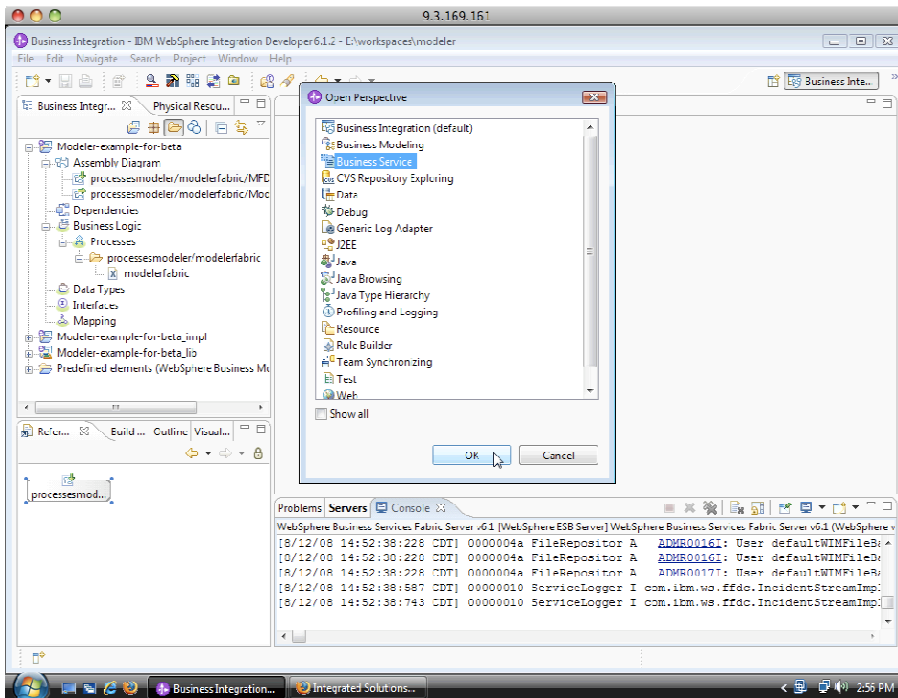 9.3.169.161
Business Integration - IBM WebSphere Integration Developer 6.1.2 - E:\workspaces\modeler
File Edit Navigate Search Project Window Help
Business Inte...
Business Integr... Physical Resou...
Modeler-example-for-beta
Assembly Diagram
processesmodeler/modelerfabric/MFD
processesmodeler/modelerfabric/Moc
Dependencies
Business Logic
Processes
processesmodeler/modelerfabric
modelerfabric
Data Types
Interfaces
Mapping
Modeler-example-for-beta_impl
Modeler-example-for-beta_lib
Predefined elements (WebSphere Business Mo
Open Perspective
Business Integration (default)
Business Modeling
Business Service
CVS Repository Exploring
Data
Debug
Generic Log Adapter
J2EE
Java
Java Browsing
Java Type Hierarchy
Profiling and Logging
Resource
Rule Builder
Team Synchronizing
Test
Web
Show all
OK Cancel
Refer... Build ... Outline Visual...
processesmod...
Problems Servers Console
WebSphere Business Services Fabric Server v6.1 [WebSphere ESB Server] WebSphere Business Services Fabric Server v6.1 (WebSphere v
[8/12/08 14:52:38:228 CDT] 0000004a FileRepositor A ADMR0016I: User defaultWIMFileBa
[8/12/08 14:52:38:228 CDT] 0000004a FileRepositor A ADMR0016I: User defaultWIMFileBa
[8/12/08 14:52:38:228 CDT] 0000004a FileRepositor A ADMR0017I: User defaultWIMFileBa
[8/12/08 14:52:38:587 CDT] 00000010 ServiceLogger I com.ibm.ws.ffdc.IncidentStreamImpl
[8/12/08 14:52:38:743 CDT] 00000010 ServiceLogger I com.ibm.ws.ffdc.IncidentStreamImpl
Business Integration... Integrated Solutions... 2:56 PM